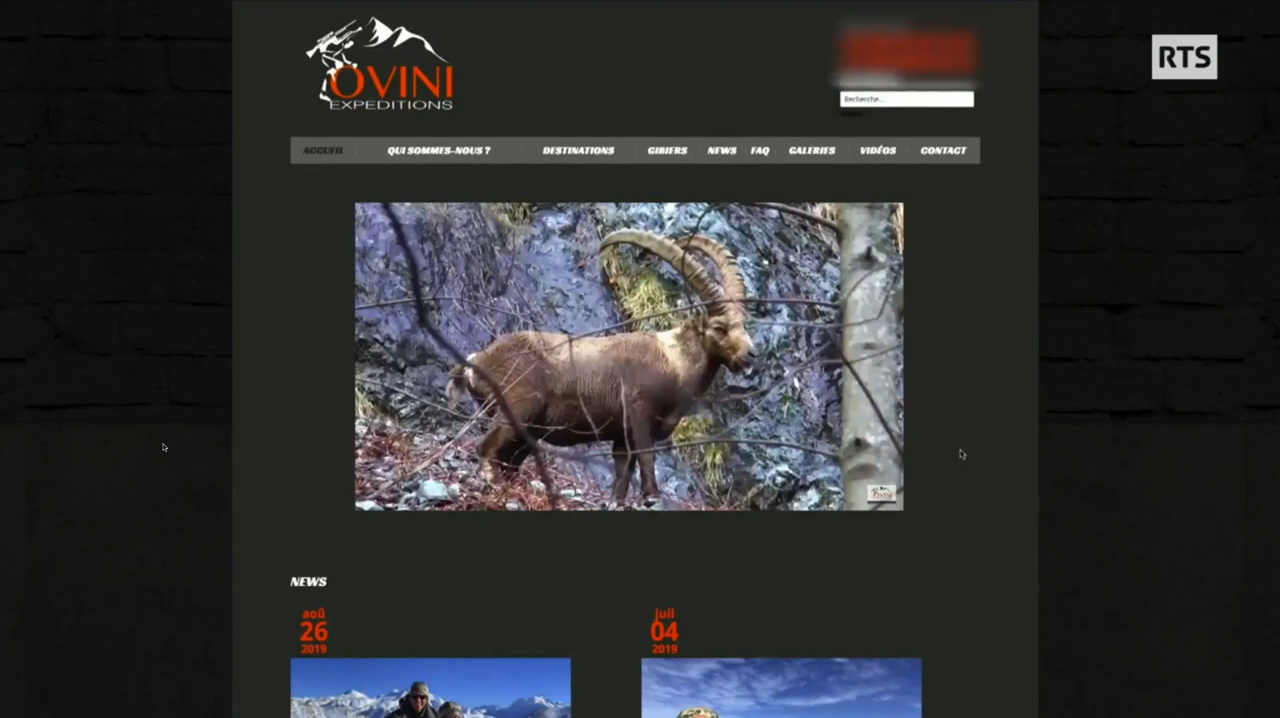 OVINI
EXPEDITIONS
RTS
Recherche...
ACCUEIL QUI SOMMES-NOUS ? DESTINATIONS GIBIERS NEWS FAQ GALERIES VIDÉOS CONTACT
OVINI
NEWS
aoû
26
2019
juil
04
2019